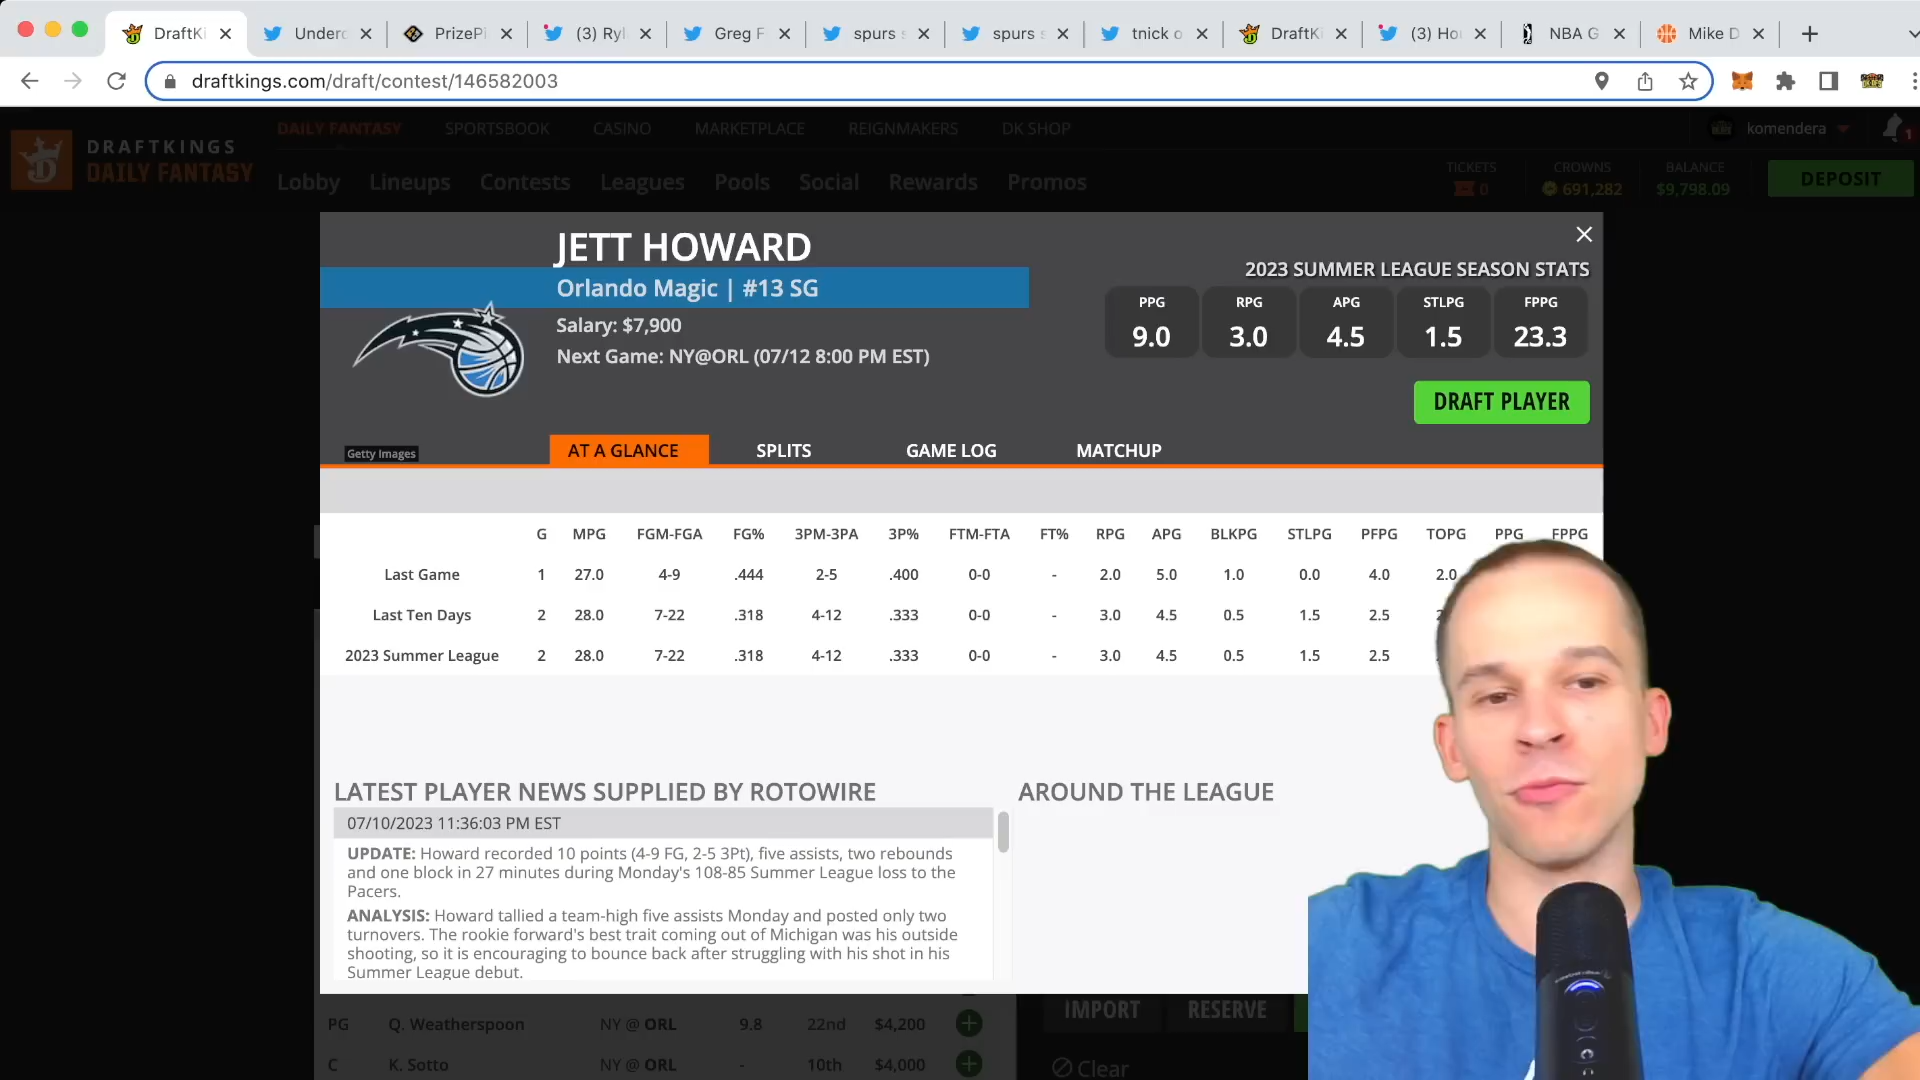 DraftKi
Underd
PrizePi
(3) Ryl
Greg F
spurs s
spurs s
tnick o
DraftKi
(3) Ho
NBA G
Mike D
draftkings.com/draft/contest/146582003
DRAFTKINGS
DAILY FANTASY
DAILY FANTASY SPORTSBOOK CASINO MARKETPLACE REIGNMAKERS DK SHOP
komendera
1
Lobby Lineups Contests Leagues Pools Social Rewards Promos
TICKETS
0
CROWNS
691,282
BALANCE
$9,798.09
DEPOSIT
JETT HOWARD
Orlando Magic | #13 SG
Salary: $7,900
Next Game: NY@ORL (07/12 8:00 PM EST)
2023 SUMMER LEAGUE SEASON STATS
PPG RPG APG STLPG FPPG
9.0 3.0 4.5 1.5 23.3
DRAFT PLAYER
Getty Images
AT A GLANCE SPLITS GAME LOG MATCHUP
G MPG FGM-FGA FG% 3PM-3PA 3P% FTM-FTA FT% RPG APG BLKPG STLPG PFPG TOPG PPG FPPG
Last Game 1 27.0 4-9 .444 2-5 .400 0-0 - 2.0 5.0 1.0 0.0 4.0 2.0
Last Ten Days 2 28.0 7-22 .318 4-12 .333 0-0 - 3.0 4.5 0.5 1.5 2.5
2023 Summer League 2 28.0 7-22 .318 4-12 .333 0-0 - 3.0 4.5 0.5 1.5 2.5
LATEST PLAYER NEWS SUPPLIED BY ROTOWIRE
AROUND THE LEAGUE
07/10/2023 11:36:03 PM EST
UPDATE: Howard recorded 10 points (4-9 FG, 2-5 3Pt), five assists, two rebounds
and one block in 27 minutes during Monday's 108-85 Summer League loss to the
Pacers.
ANALYSIS: Howard tallied a team-high five assists Monday and posted only two
turnovers. The rookie forward's best trait coming out of Michigan was his outside
shooting, so it is encouraging to bounce back after struggling with his shot in his
Summer League debut.
PG Q. Weatherspoon NY @ ORL 9.8 22nd $4,200
C K. Sotto NY @ ORL - 10th $4,000
IMPORT RESERVE
Clear